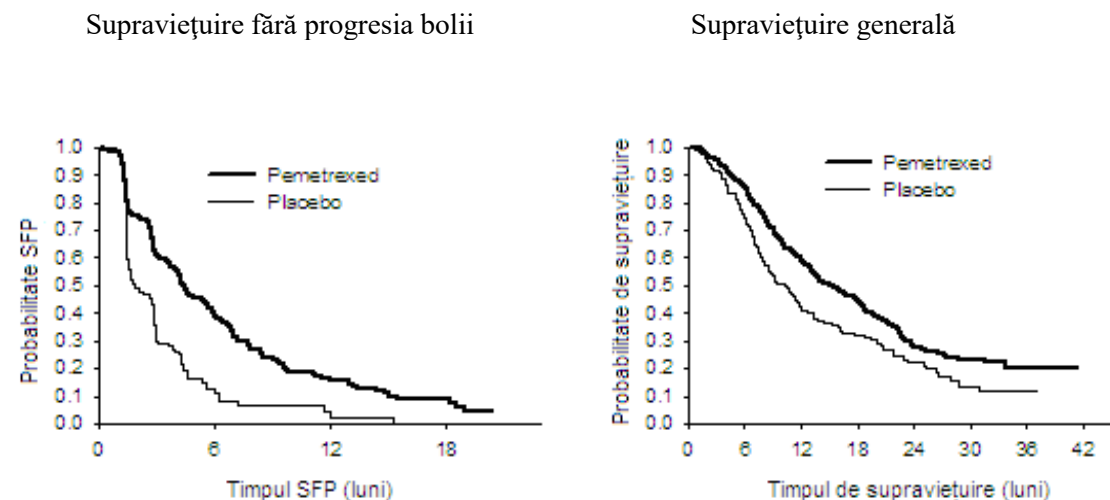 Supravieţuire fără progresia bolii
Supravieţuire generală
Probabilitate SFP
1.0
0.9
0.8
0.7
0.6
0.5
0.4
0.3
0.2
0.1
0.0
Pemetrexed
Placebo
0 6 12 18
Timpul SFP (luni)
Probabilitate de supravieţuire
1.0
0.9
0.8
0.7
0.6
0.5
0.4
0.3
0.2
0.1
0.0
Pemetrexed
Placebo
0 6 12 18 24 30 36 42
Timpul de supravieţuire (luni)